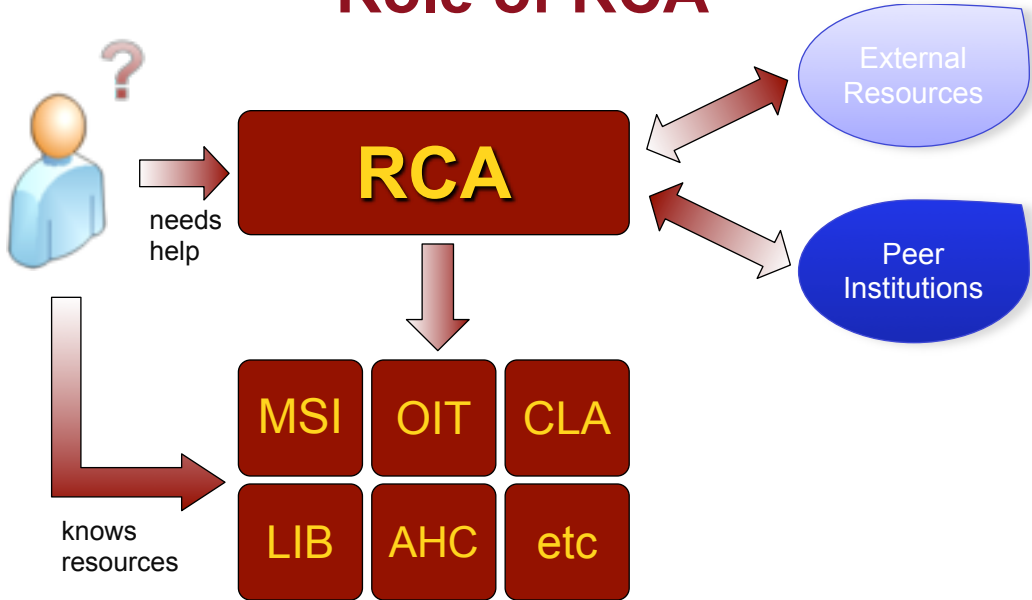 Role of RCA
?
External
Resources
RCA
needs
help
Peer
Institutions
MSI
OIT
CLA
knows
resources
LIB
AHC
etc